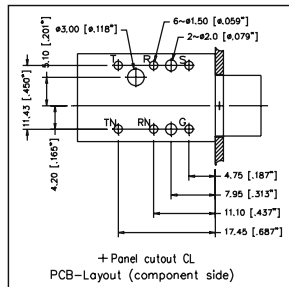 ø3.00 [ø.118"]
6~ø1.50 [ø.059"]
2~ø2.0 [ø.079"]
T R S
5.10 [.201"]
11.43 [.450"]
4.20 [.165"]
TN RN G
4.75 [.187"]
7.95 [.313"]
11.10 [.437"]
17.45 [.687"]
+ Panel cutout CL
PCB-Layout (component side)